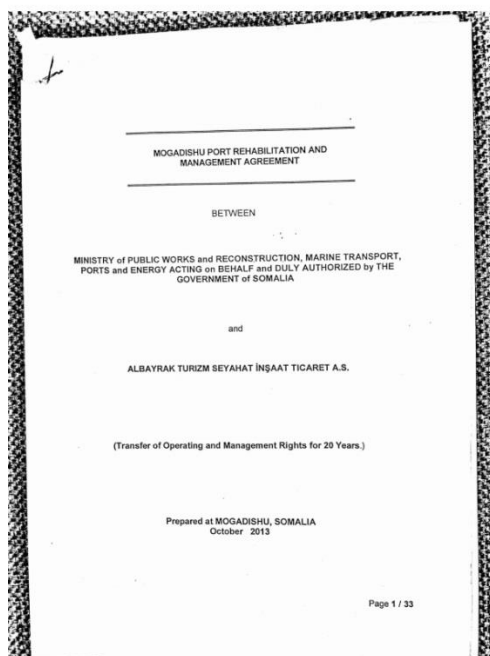 MOGADISHU PORT REHABILITATION AND
MANAGEMENT AGREEMENT
BETWEEN
MINISTRY of PUBLIC WORKS and RECONSTRUCTION, MARINE TRANSPORT,
PORTS and ENERGY ACTING on BEHALF and DULY AUTHORIZED by THE
GOVERNMENT of SOMALIA
and
ALBAYRAK TURIZM SEYAHAT İNŞAAT TICARET A.S.
(Transfer of Operating and Management Rights for 20 Years.)
Prepared at MOGADISHU, SOMALIA
October 2013
Page 1 / 33